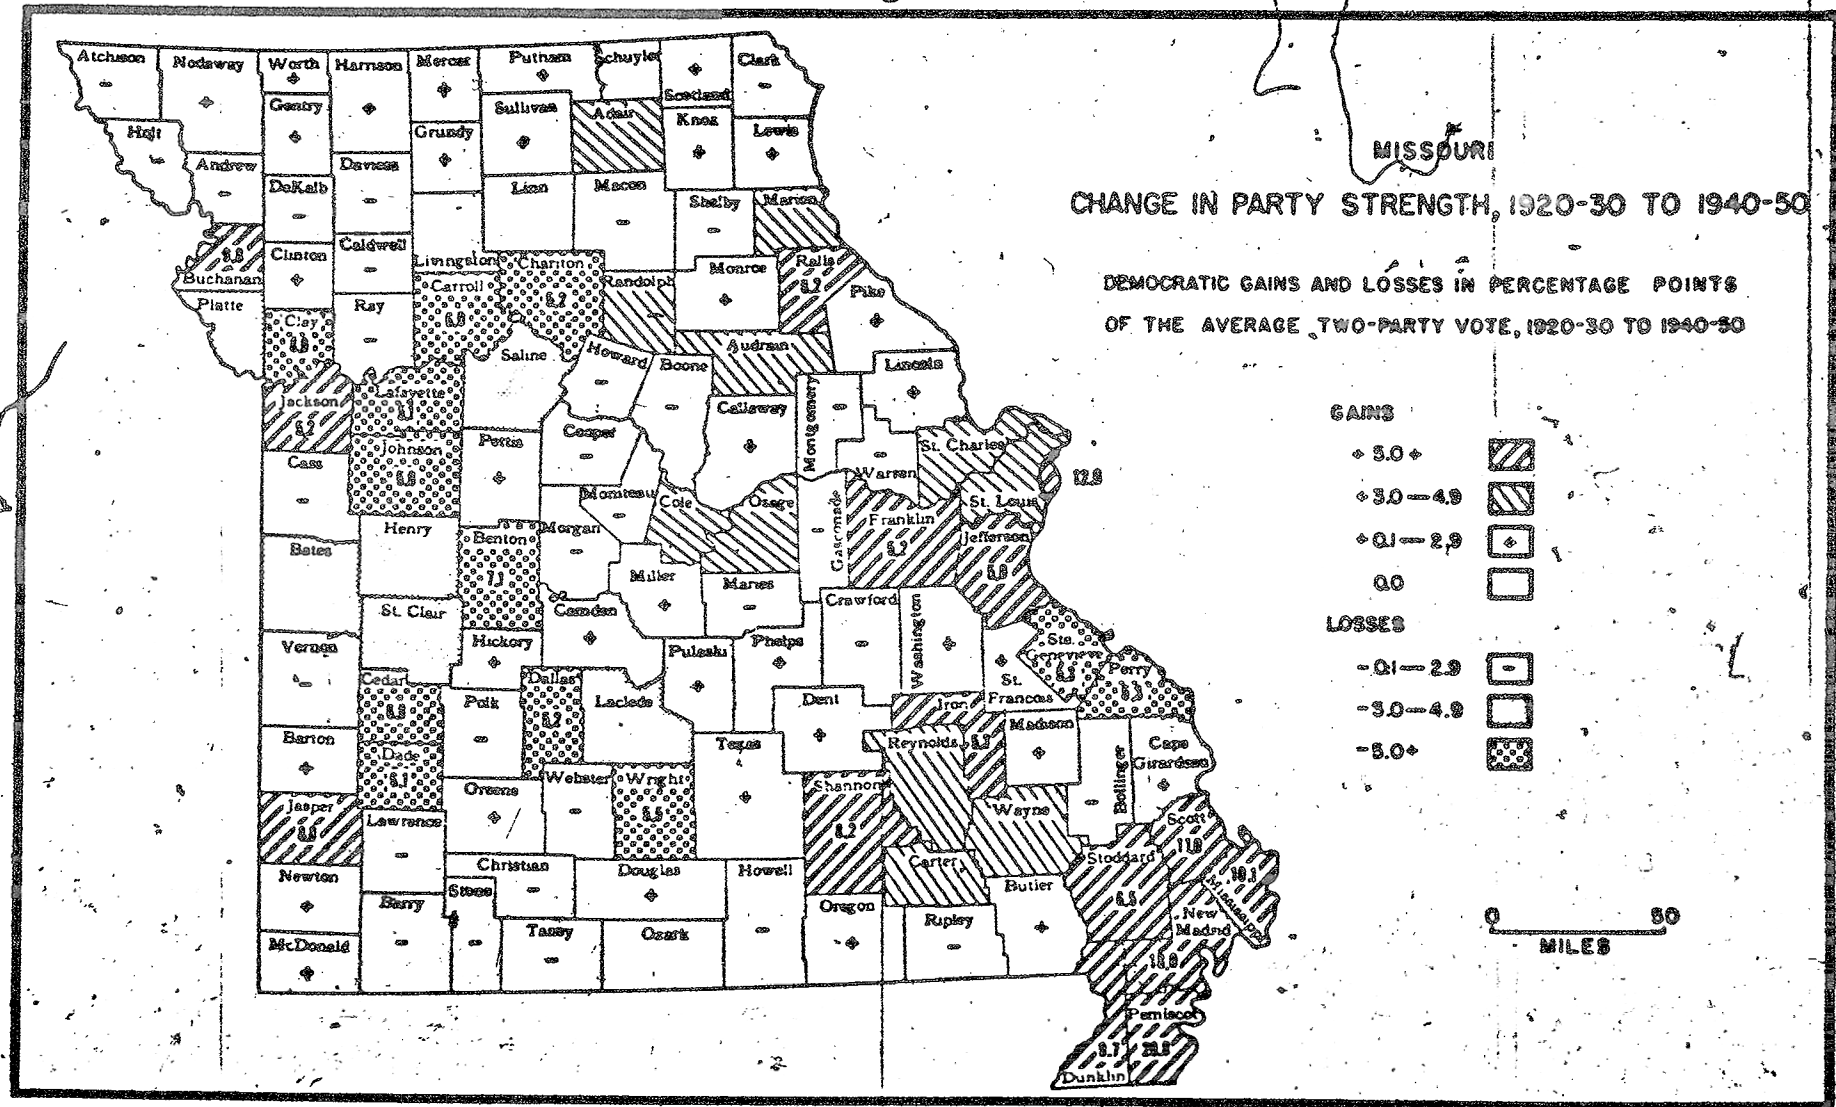 MISSOURI
CHANGE IN PARTY STRENGTH, 1920-30 TO 1940-50
DEMOCRATIC GAINS AND LOSSES IN PERCENTAGE POINTS
OF THE AVERAGE TWO-PARTY VOTE, 1920-30 TO 1940-50
GAINS
+ 5.0 +
+ 3.0 — 4.9
+ 0.1 — 2.9
0.0
LOSSES
- 0.1 — 2.9
- 3.0 — 4.9
- 5.0 +
0 50
MILES
Atchison
Nodaway
Worth
Harrison
Mercer
Putnam
Schuyler
Scotland
Clark
Gentry
Sullivan
Adair
Knox
Lewis
Holt
Grundy
Andrew
DeKalb
Daviess
Linn
Macon
Shelby
Marion
Buchanan
Clinton
Caldwell
Livingston
Chariton
Randolph
Monroe
Ralls
Pike
Platte
Clay
Ray
Carroll
Saline
Howard
Boone
Audrain
Lincoln
Jackson
Lafayette
Callaway
Montgomery
Cass
Johnson
Pettis
Cooper
Warren
St. Charles
12.8
Moniteau
Cole
Osage
Gasconade
Franklin
St. Louis
Jefferson
Henry
Benton
7.1
Morgan
Bates
Miller
Maries
St. Clair
Camden
Crawford
Washington
Hickory
Pulaski
Phelps
Ste.
Genevieve
Perry
Vernon
Cedar
Dallas
Laclede
Polk
Dent
Iron
St.
Francois
Madison
Barton
Dade
Texas
Reynolds
Bollinger
Cape
Girardeau
Greene
Webster
Wright
Shannon
Wayne
Scott
Jasper
Lawrence
Christian
Douglas
Howell
Carter
Stoddard
Mississippi
Newton
Stone
Barry
Taney
Ozark
Oregon
Ripley
Butler
New
Madrid
McDonald
Pemiscot
Dunklin